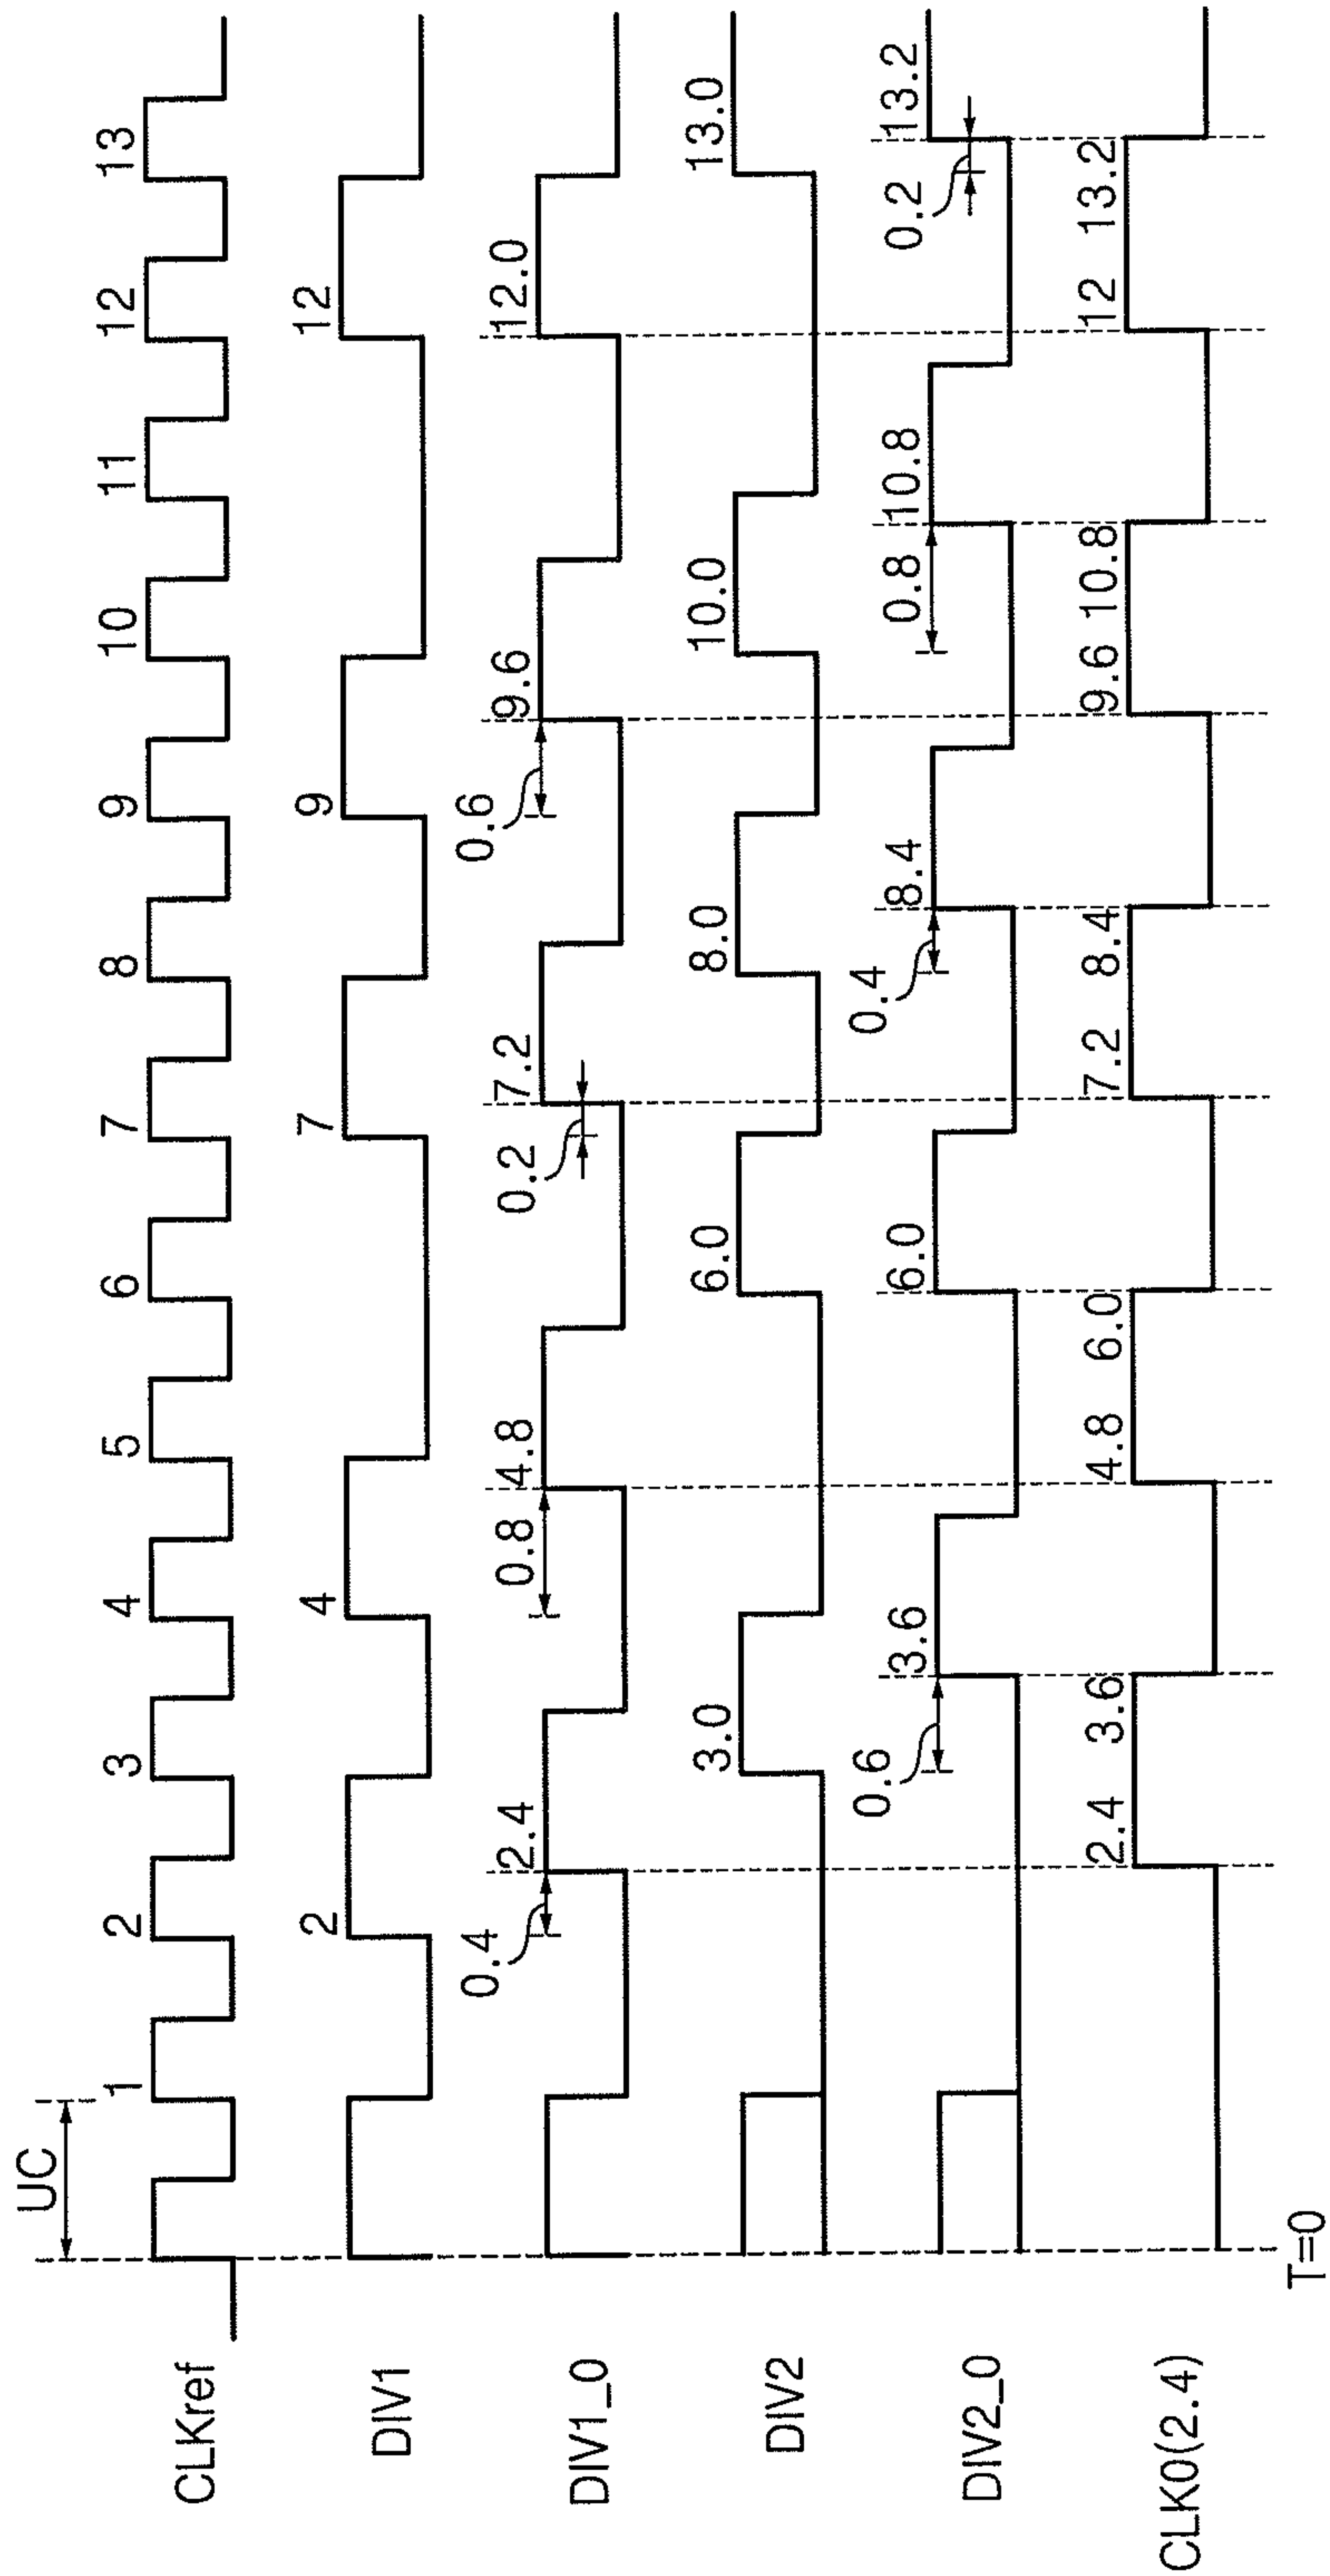 UC
CLKref 1 2 3 4 5 6 7 8 9 10 11 12 13
DIV1 2 4 7 9 12
0.4 0.8 0.2 0.6
DIV1_0 2.4 4.8 7.2 9.6 12.0
DIV2 3.0 6.0 8.0 10.0 13.0
0.6 0.4 0.8 0.2
DIV2_0 3.6 6.0 8.4 10.8 13.2
CLK0(2.4) 2.4 3.6 4.8 6.0 7.2 8.4 9.6 10.8 12 13.2
T=0